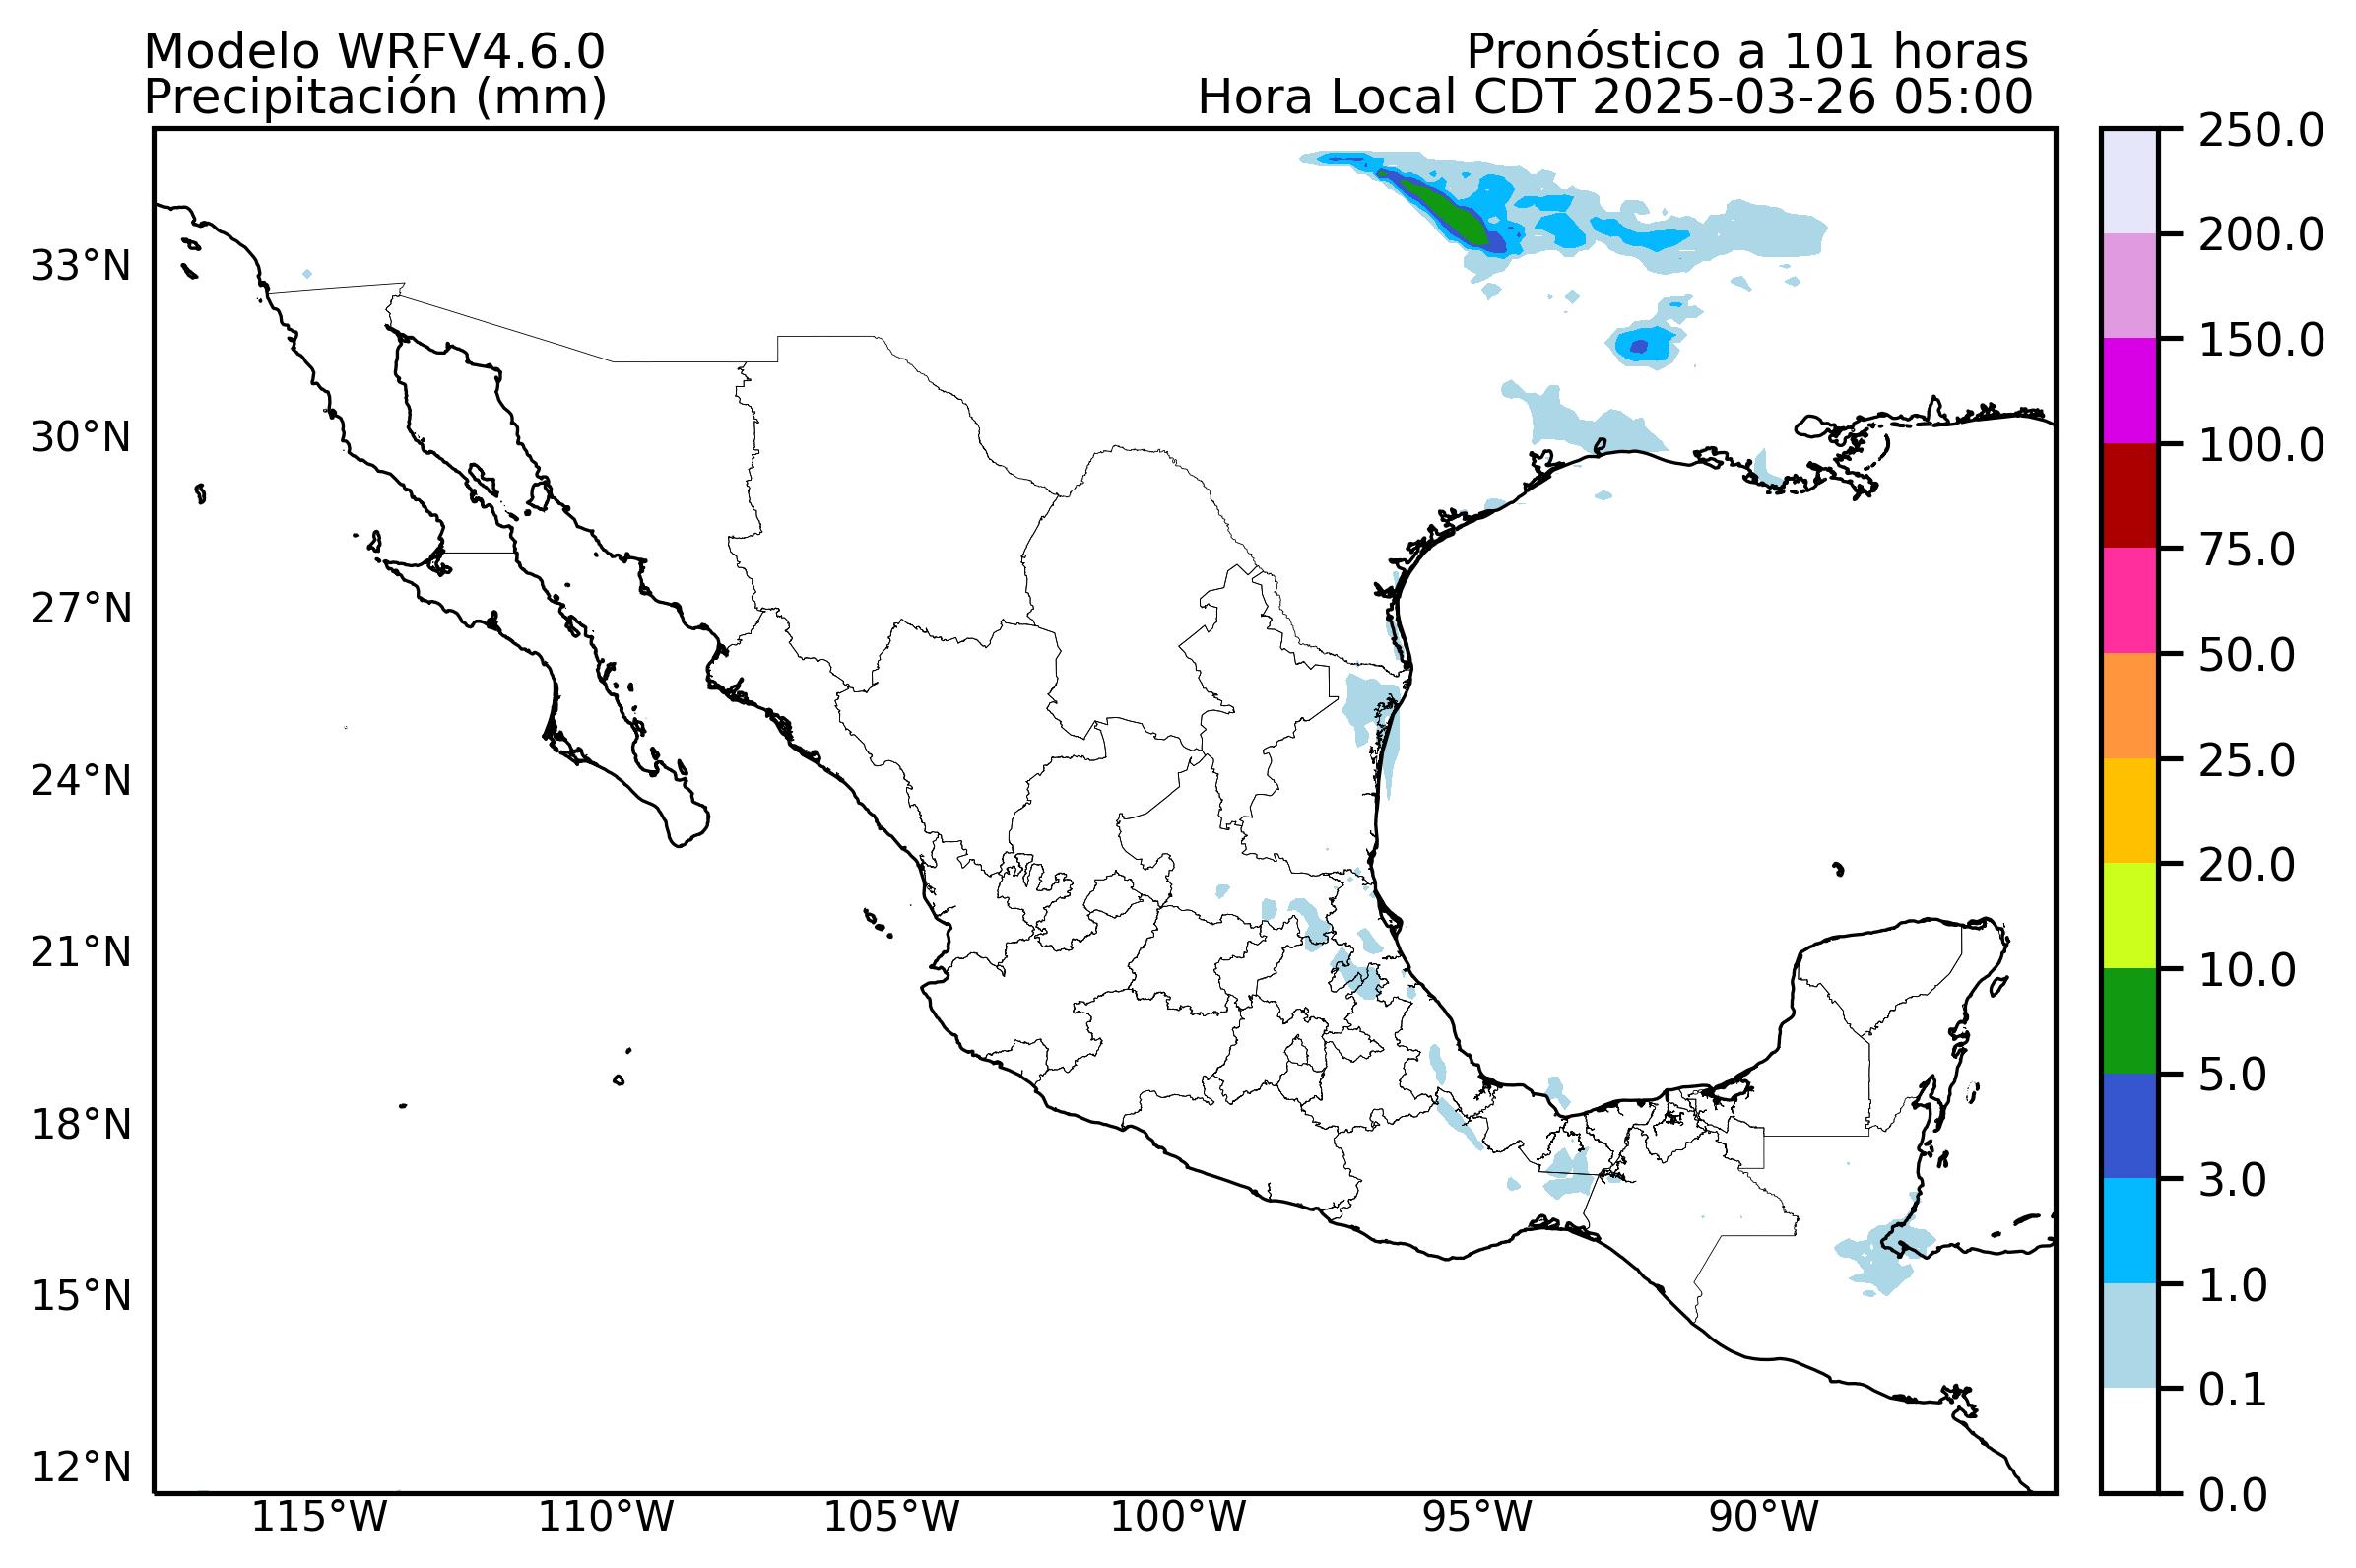 Modelo WRFV4.6.0
Precipitación (mm)
Pronóstico a 101 horas
Hora Local CDT 2025-03-26 05:00
33°N
30°N
27°N
24°N
21°N
18°N
15°N
12°N
115°W
110°W
105°W
100°W
95°W
90°W
250.0
200.0
150.0
100.0
75.0
50.0
25.0
20.0
10.0
5.0
3.0
1.0
0.1
0.0